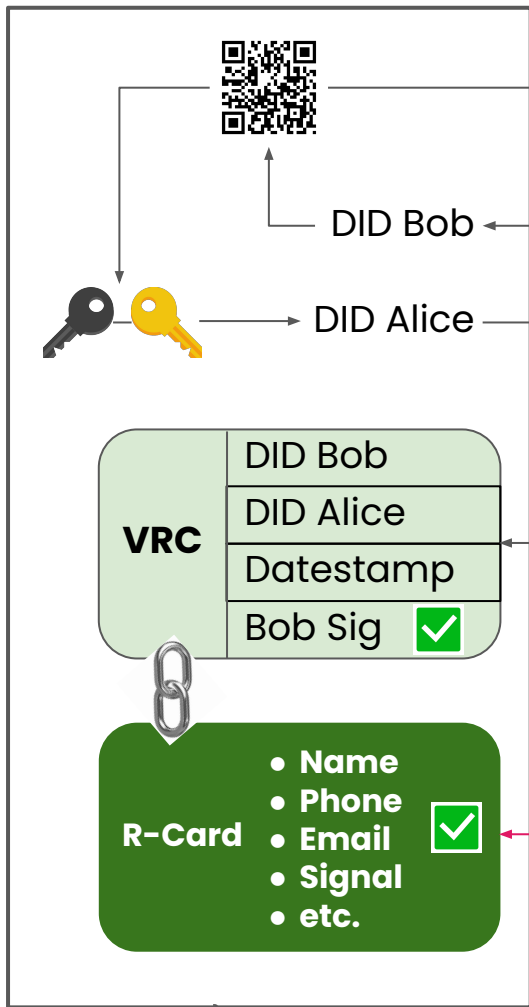 DID Bob
DID Alice
VRC
DID Bob
DID Alice
Datestamp
Bob Sig
R-Card
● Name
● Phone
● Email
● Signal
● etc.